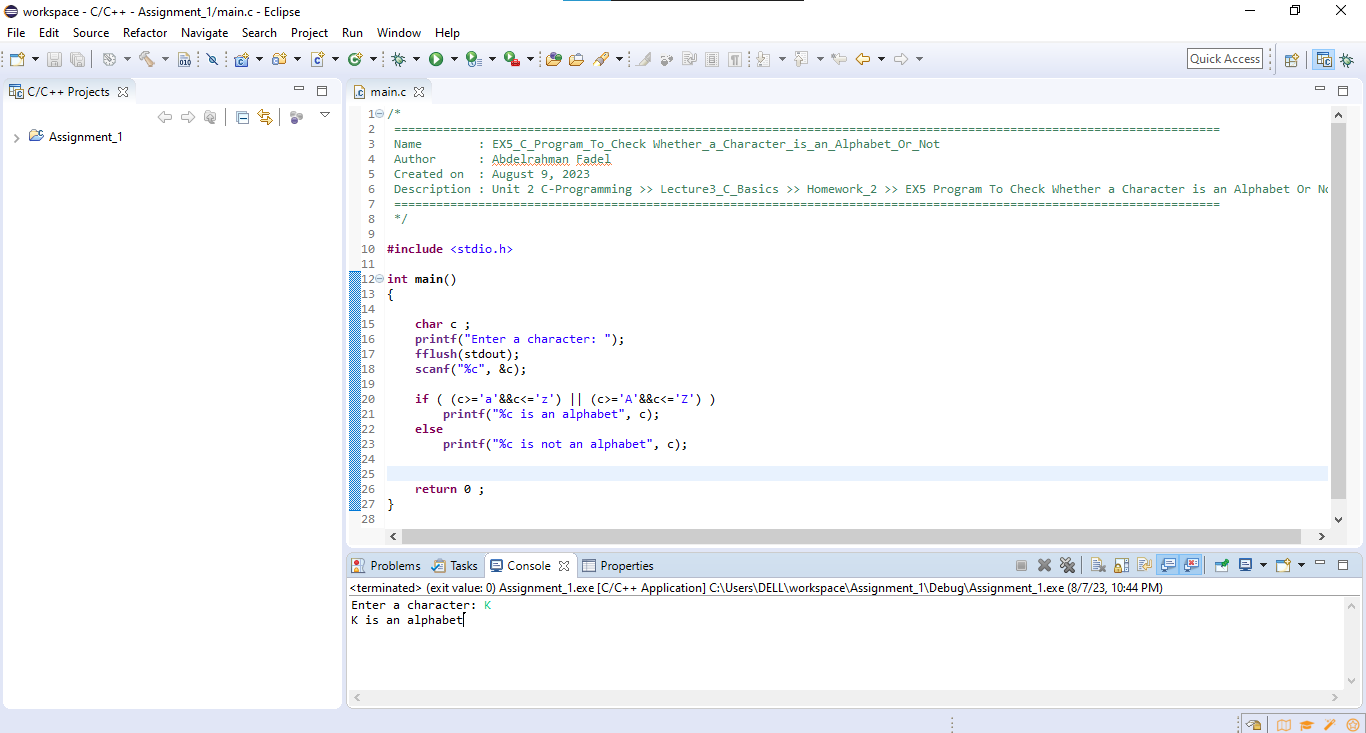 workspace - C/C++ - Assignment_1/main.c - Eclipse
File Edit Source Refactor Navigate Search Project Run Window Help
Quick Access
C/C++ Projects
main.c
Assignment_1
1 /*
2 ======================================================================================================================
3 Name        : EX5_C_Program_To_Check Whether_a_Character_is_an_Alphabet_Or_Not
4 Author      : Abdelrahman Fadel
5 Created on  : August 9, 2023
6 Description : Unit 2 C-Programming >> Lecture3_C_Basics >> Homework_2 >> EX5 Program To Check Whether a Character is an Alphabet Or No
7 ======================================================================================================================
8 */
9
10 #include <stdio.h>
11
12 int main()
13 {
14
15     char c ;
16     printf("Enter a character: ");
17     fflush(stdout);
18     scanf("%c", &c);
19
20     if ( (c>='a'&&c<='z') || (c>='A'&&c<='Z') )
21         printf("%c is an alphabet", c);
22     else
23         printf("%c is not an alphabet", c);
24
25
26     return 0 ;
27 }
28
Problems Tasks Console Properties
<terminated> (exit value: 0) Assignment_1.exe [C/C++ Application] C:\Users\DELL\workspace\Assignment_1\Debug\Assignment_1.exe (8/7/23, 10:44 PM)
Enter a character: K
K is an alphabet